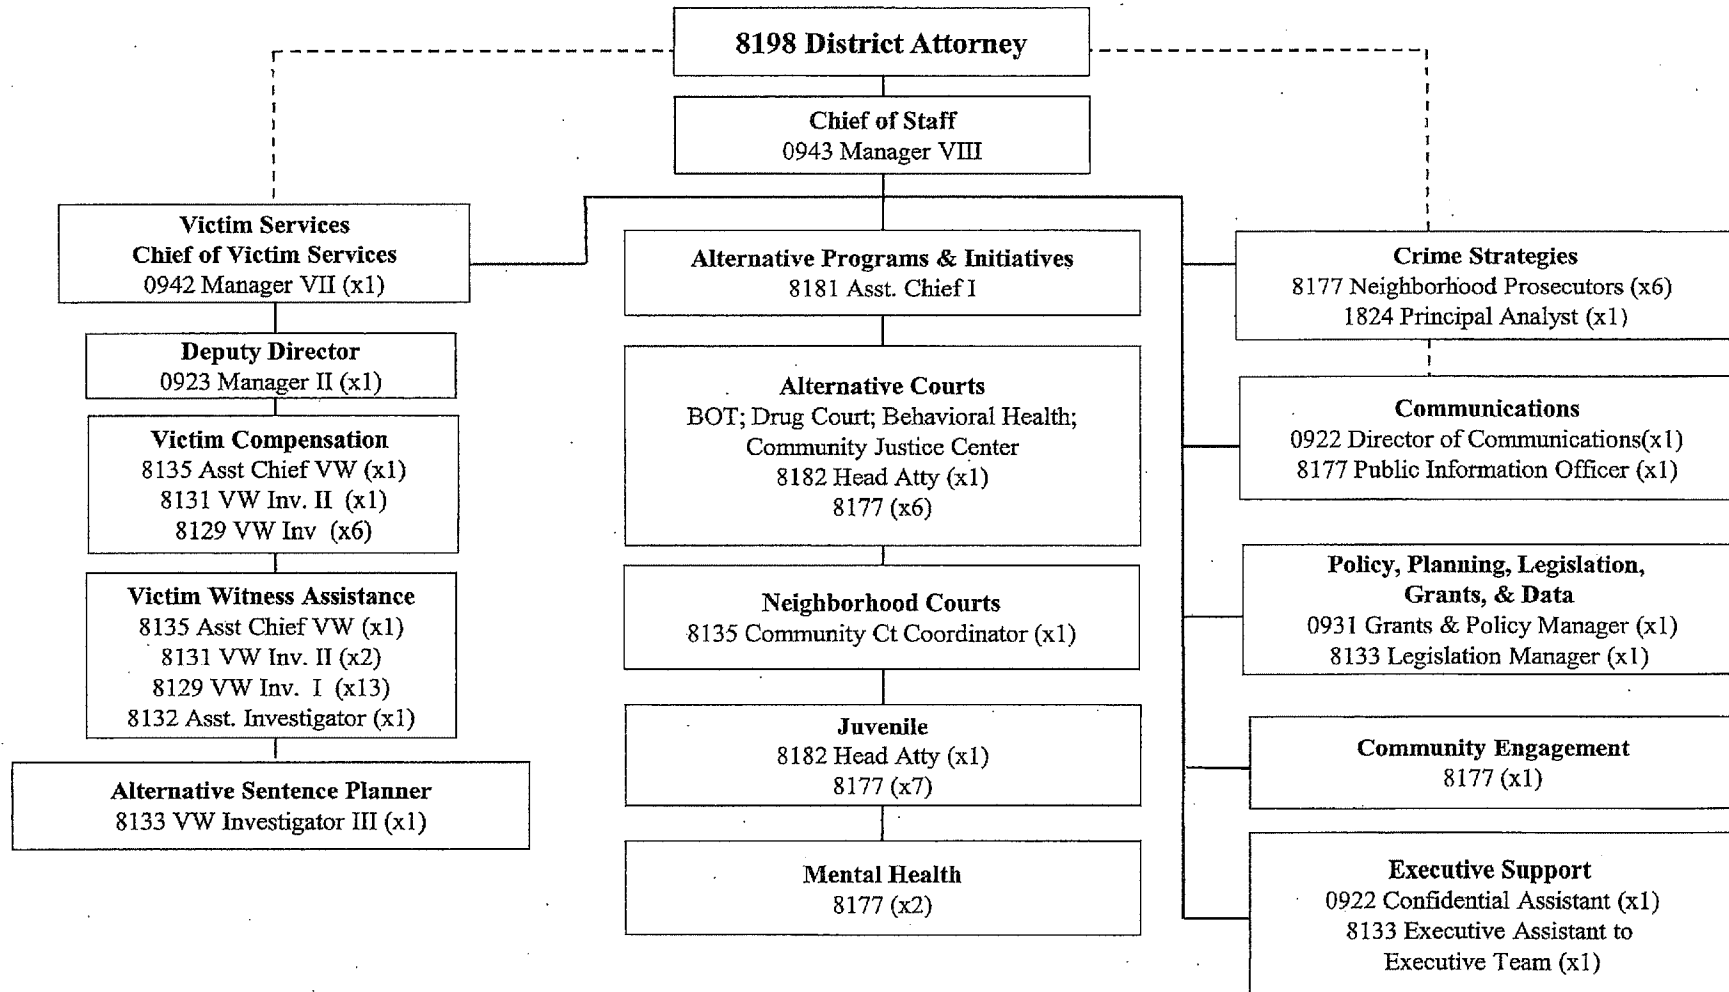 8198 District Attorney
Chief of Staff
0943 Manager VIII
Victim Services
Chief of Victim Services
0942 Manager VII (x1)
Deputy Director
0923 Manager II (x1)
Victim Compensation
8135 Asst Chief VW (x1)
8131 VW Inv. II (x1)
8129 VW Inv (x6)
Victim Witness Assistance
8135 Asst Chief VW (x1)
8131 VW Inv. II (x2)
8129 VW Inv. I (x13)
8132 Asst. Investigator (x1)
Alternative Sentence Planner
8133 VW Investigator III (x1)
Alternative Programs & Initiatives
8181 Asst. Chief I
Alternative Courts
BOT; Drug Court; Behavioral Health;
Community Justice Center
8182 Head Atty (x1)
8177 (x6)
Neighborhood Courts
8135 Community Ct Coordinator (x1)
Juvenile
8182 Head Atty (x1)
8177 (x7)
Mental Health
8177 (x2)
Crime Strategies
8177 Neighborhood Prosecutors (x6)
1824 Principal Analyst (x1)
Communications
0922 Director of Communications(x1)
8177 Public Information Officer (x1)
Policy, Planning, Legislation,
Grants, & Data
0931 Grants & Policy Manager (x1)
8133 Legislation Manager (x1)
Community Engagement
8177 (x1)
Executive Support
0922 Confidential Assistant (x1)
8133 Executive Assistant to
Executive Team (x1)